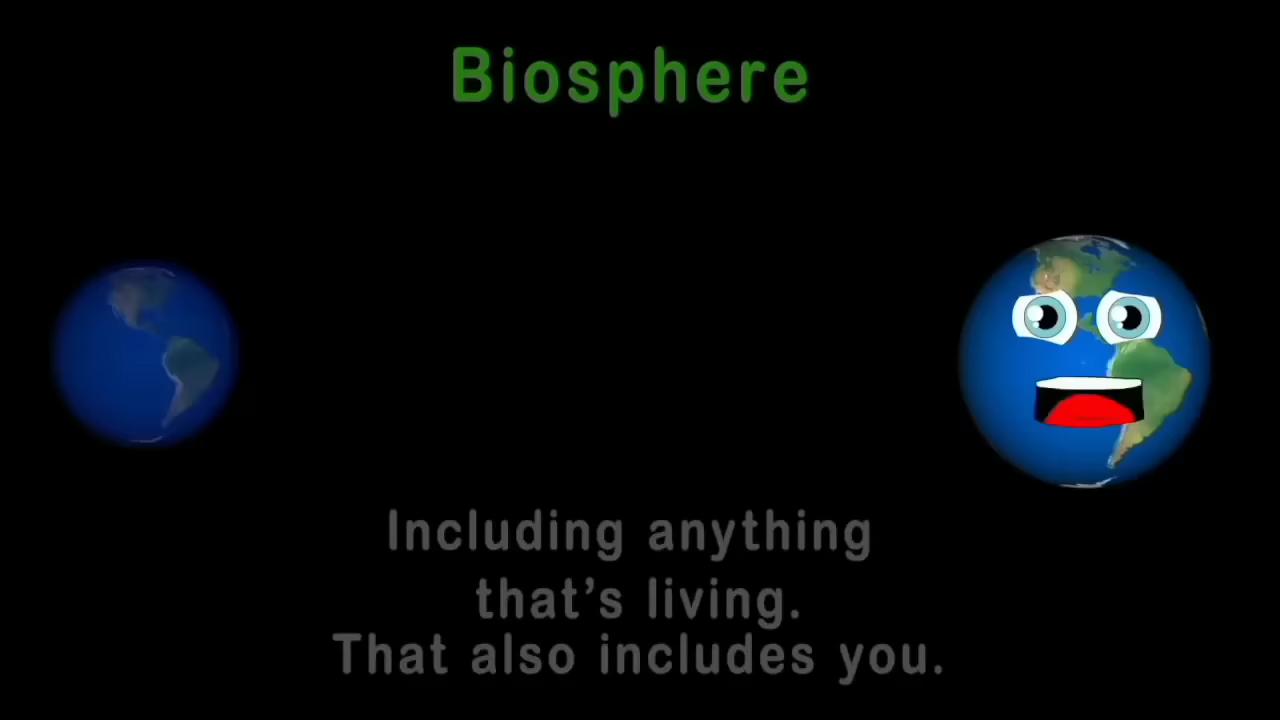 Biosphere
Including anything
that’s living.
That also includes you.